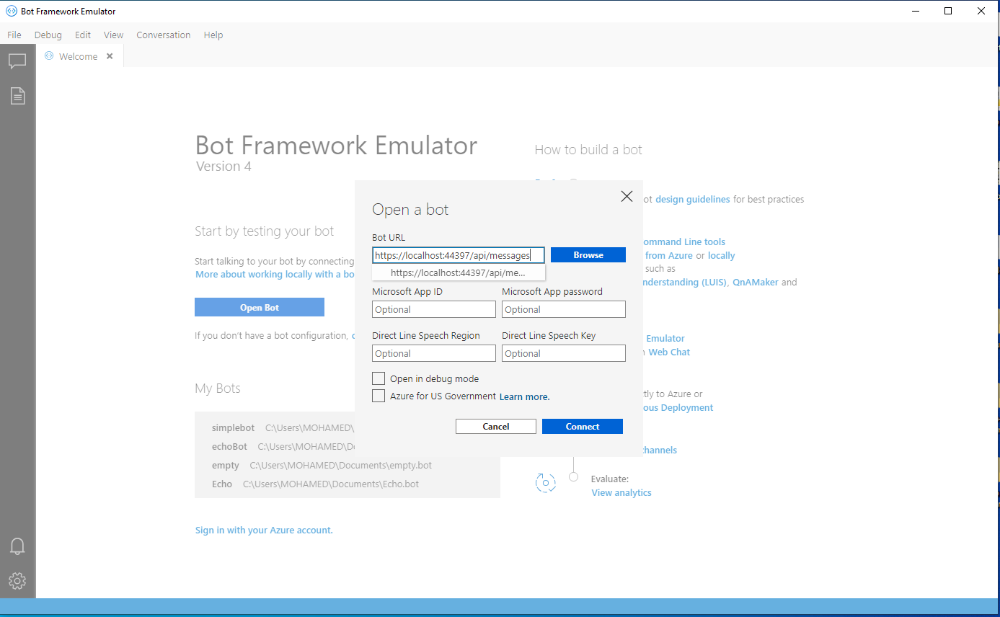 Bot Framework Emulator
File Debug Edit View Conversation Help
Welcome
Bot Framework Emulator
Version 4
How to build a bot
Open a bot
design guidelines for best practices
Bot URL
Start by testing your bot
https://localhost:44397/api/messages Browse
https://localhost:44397/api/me...
Start talking to your bot by connecting
More about working locally with a
Command Line tools
from Azure or locally
such as
Understanding (LUIS), QnAMaker and
Microsoft App ID Microsoft App password
Optional Optional
Open Bot
If you don't have a bot configuration,
Direct Line Speech Region Direct Line Speech Key
Optional Optional
Emulator
Web Chat
Open in debug mode
Azure for US Government Learn more.
Cancel Connect
My Bots
simplebot C:\Users\MOHAMED\
echoBot C:\Users\MOHAMED\
empty C:\Users\MOHAMED\Documents\empty.bot
Echo C:\Users\MOHAMED\Documents\Echo.bot
to Azure or
Deployment
channels
Evaluate:
View analytics
Sign in with your Azure account.